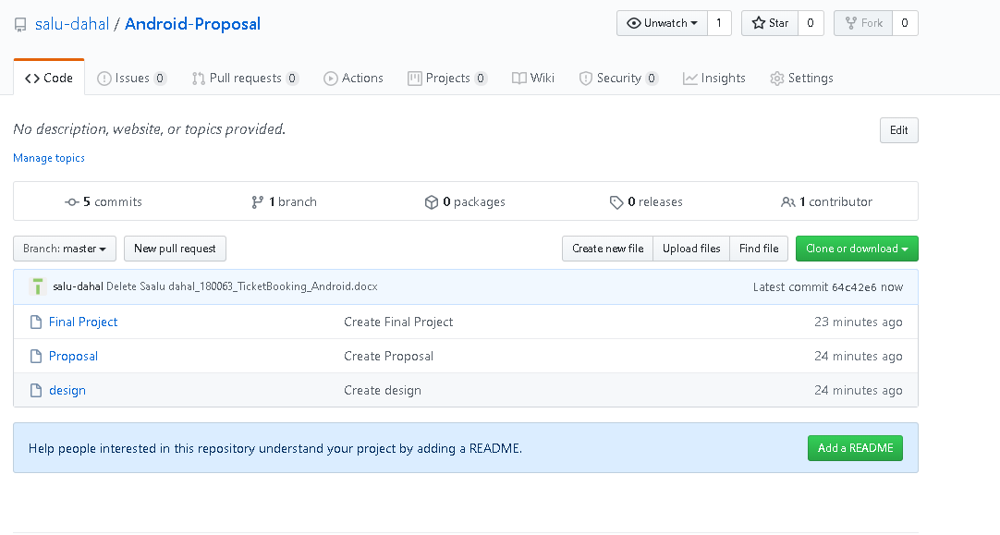 salu-dahal / Android-Proposal Unwatch 1 Star 0 Fork 0
Code Issues 0 Pull requests 0 Actions Projects 0 Wiki Security 0 Insights Settings
No description, website, or topics provided. Edit
Manage topics
5 commits 1 branch 0 packages 0 releases 1 contributor
Branch: master New pull request Create new file Upload files Find file Clone or download
salu-dahal Delete Saalu dahal_180063_TicketBooking_Android.docx Latest commit 64c42e6 now
Final Project Create Final Project 23 minutes ago
Proposal Create Proposal 24 minutes ago
design Create design 24 minutes ago
Help people interested in this repository understand your project by adding a README. Add a README